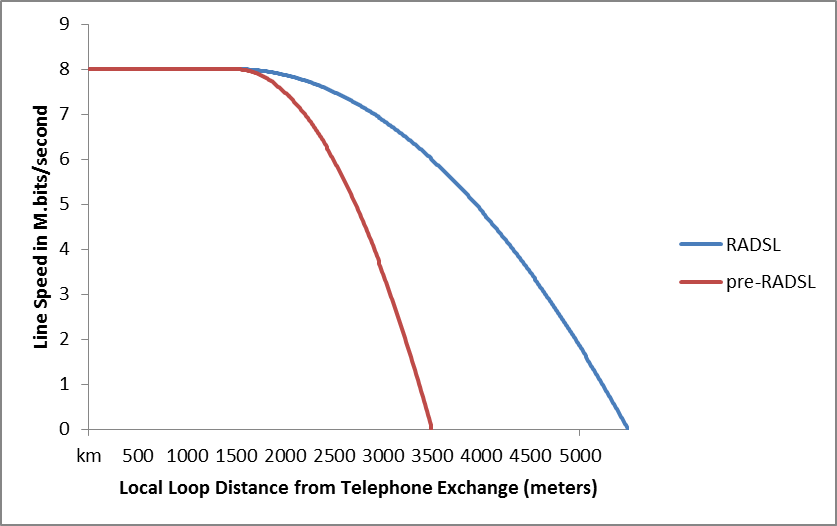 9
8
7
6
5
4
3
2
1
0
Line Speed in M.bits/second
km 500 1000 1500 2000 2500 3000 3500 4000 4500 5000
Local Loop Distance from Telephone Exchange (meters)
RADSL
pre-RADSL